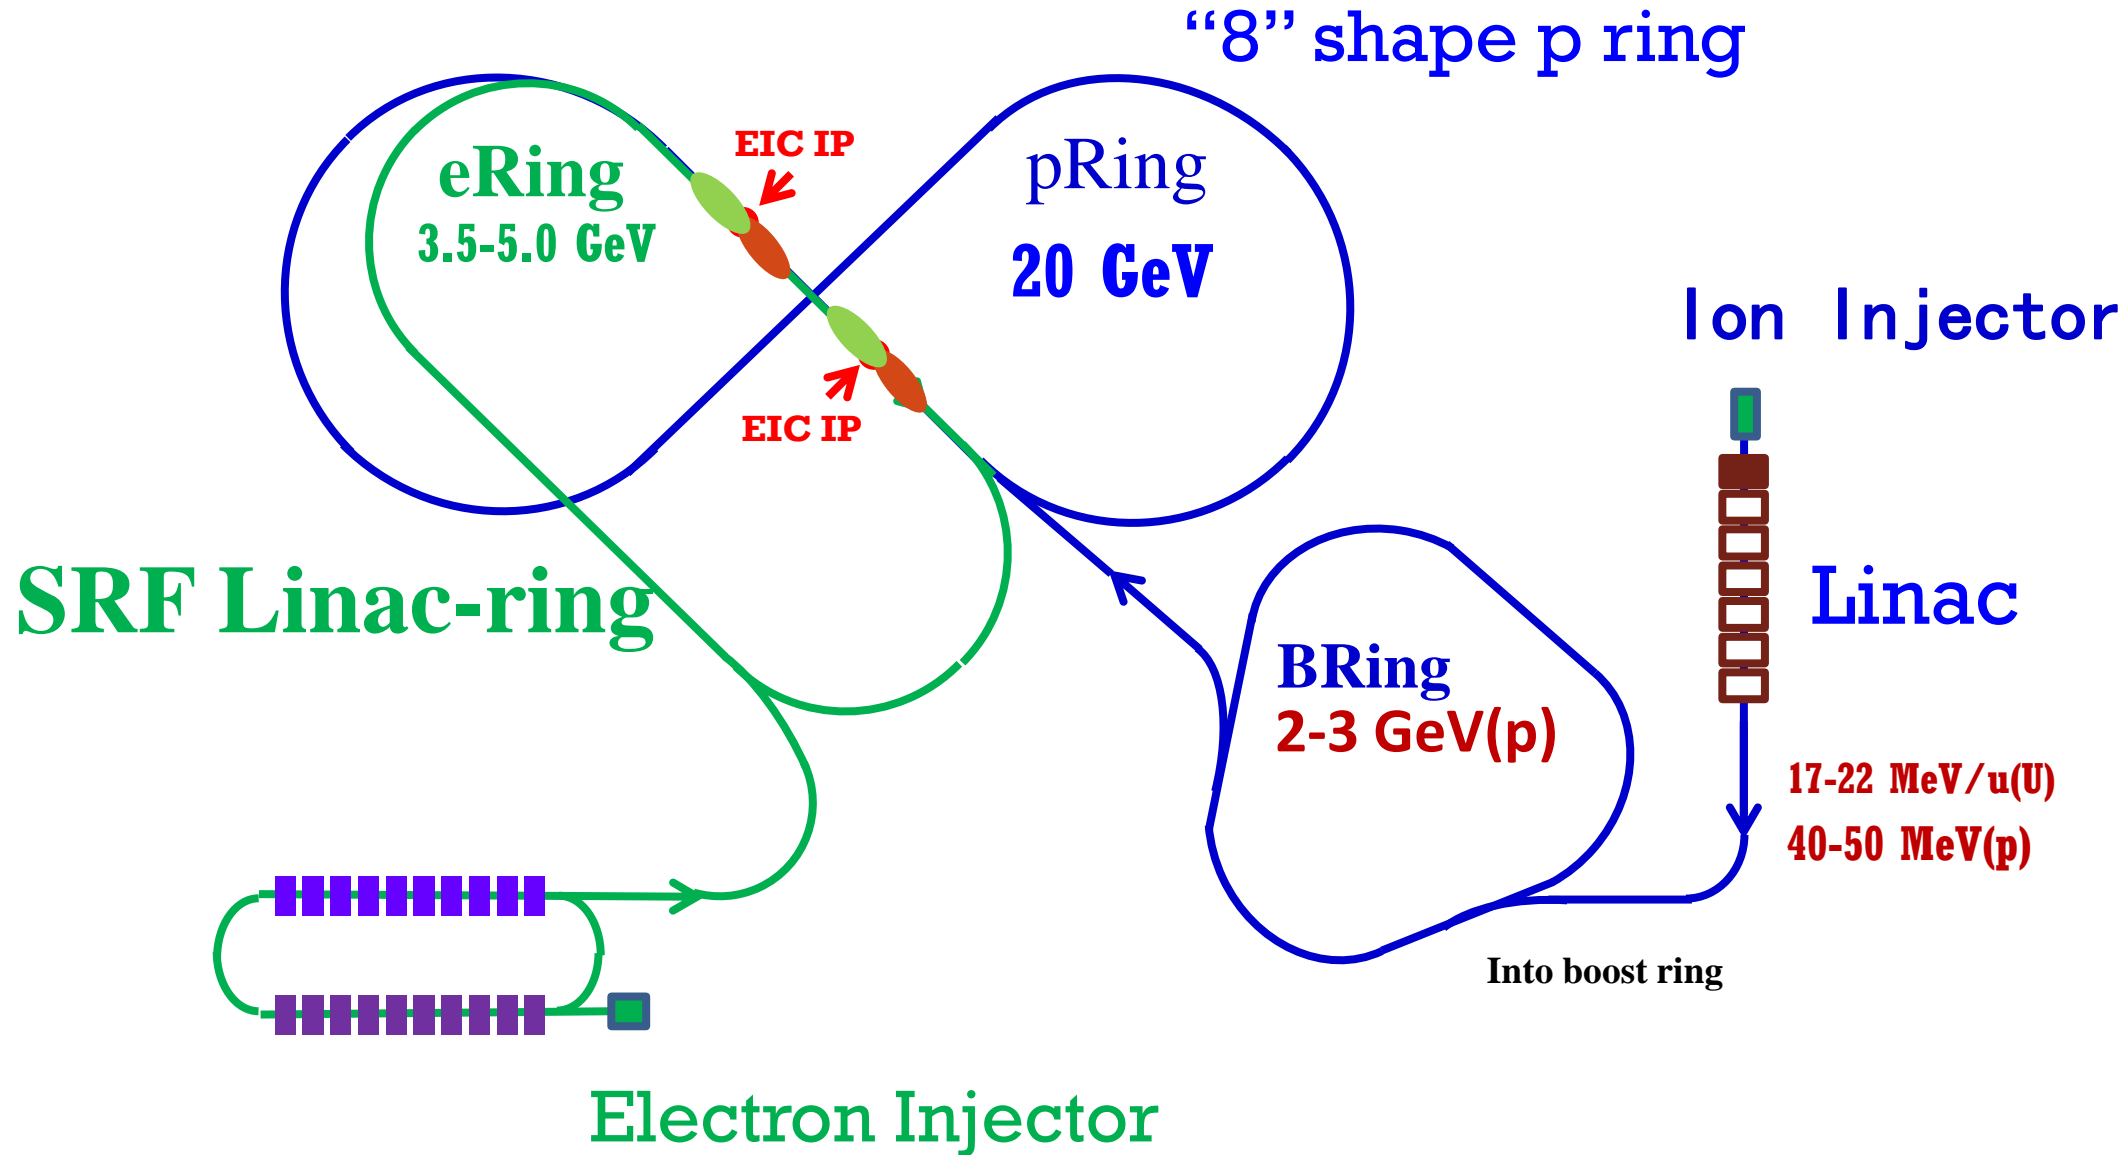 “8” shape p ring
EIC IP
eRing
3.5-5.0 GeV
pRing
20 GeV
EIC IP
Ion Injector
SRF Linac-ring
Linac
BRing
2-3 GeV(p)
17-22 MeV/u(U)
40-50 MeV(p)
Into boost ring
Electron Injector